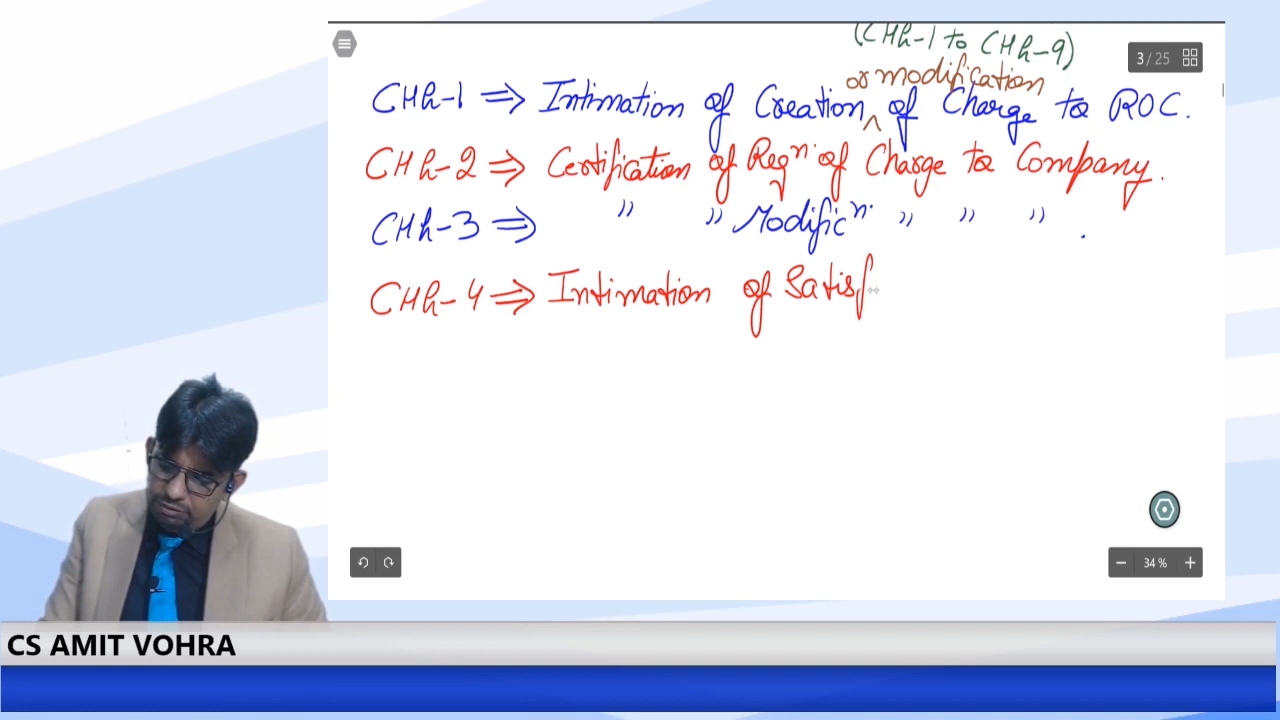 (CHG-1 to CHG-9)
3 / 25
or modification
CHG-1 ⇒ Intimation of Creation ^ of Charge to ROC.
CHG-2 ⇒ Certification of Regⁿ. of Charge to Company.
CHG-3 ⇒ " " Modificⁿ. " " " .
CHG-4 ⇒ Intimation of Satisf
34 %
CS AMIT VOHRA